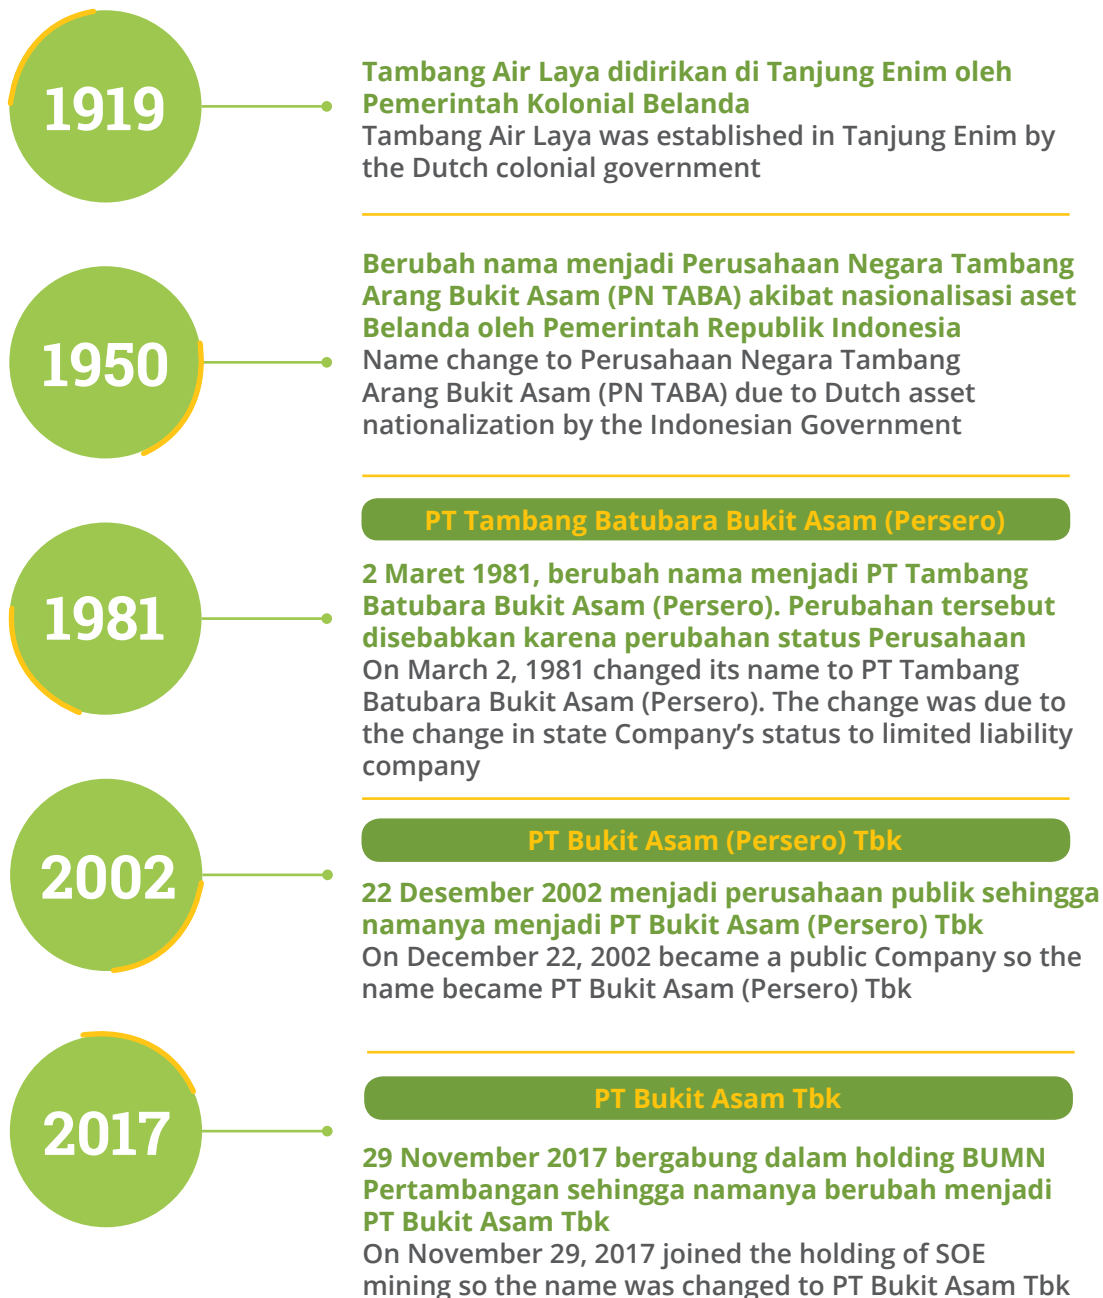 1919
Tambang Air Laya didirikan di Tanjung Enim oleh
Pemerintah Kolonial Belanda
Tambang Air Laya was established in Tanjung Enim by
the Dutch colonial government
1950
Berubah nama menjadi Perusahaan Negara Tambang
Arang Bukit Asam (PN TABA) akibat nasionalisasi aset
Belanda oleh Pemerintah Republik Indonesia
Name change to Perusahaan Negara Tambang
Arang Bukit Asam (PN TABA) due to Dutch asset
nationalization by the Indonesian Government
1981
PT Tambang Batubara Bukit Asam (Persero)
2 Maret 1981, berubah nama menjadi PT Tambang
Batubara Bukit Asam (Persero). Perubahan tersebut
disebabkan karena perubahan status Perusahaan
On March 2, 1981 changed its name to PT Tambang
Batubara Bukit Asam (Persero). The change was due to
the change in state Company’s status to limited liability
company
2002
PT Bukit Asam (Persero) Tbk
22 Desember 2002 menjadi perusahaan publik sehingga
namanya menjadi PT Bukit Asam (Persero) Tbk
On December 22, 2002 became a public Company so the
name became PT Bukit Asam (Persero) Tbk
2017
PT Bukit Asam Tbk
29 November 2017 bergabung dalam holding BUMN
Pertambangan sehingga namanya berubah menjadi
PT Bukit Asam Tbk
On November 29, 2017 joined the holding of SOE
mining so the name was changed to PT Bukit Asam Tbk